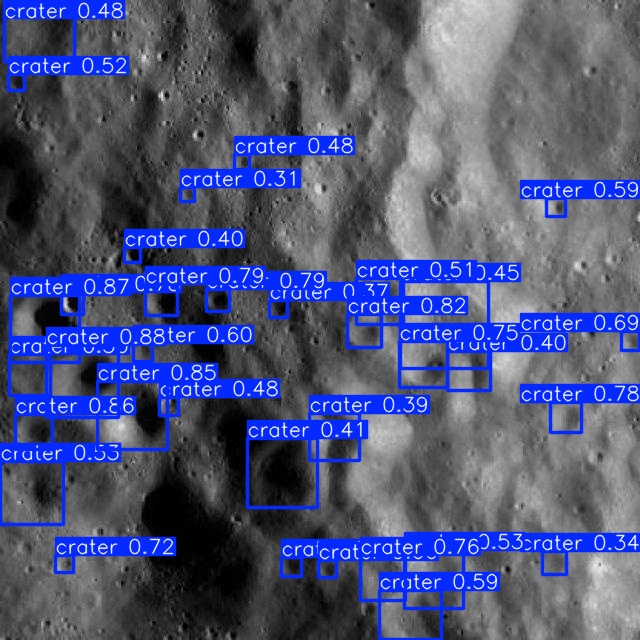 crater 0.48
crater 0.52
crater 0.48
crater 0.31
crater 0.59
crater 0.40
crater 0.51
0.45
crater 0.79
0.79
crater 0.87
0.37
crater 0.82
crater 0.69
crater 0.75
crater 0.88
0.60
0.40
crater 0.85
crater 0.48
crater 0.78
crater 0.86
crater 0.39
crater 0.41
crater 0.53
crater 0.72
crater 0.76
0.53
crater 0.34
crater 0.59